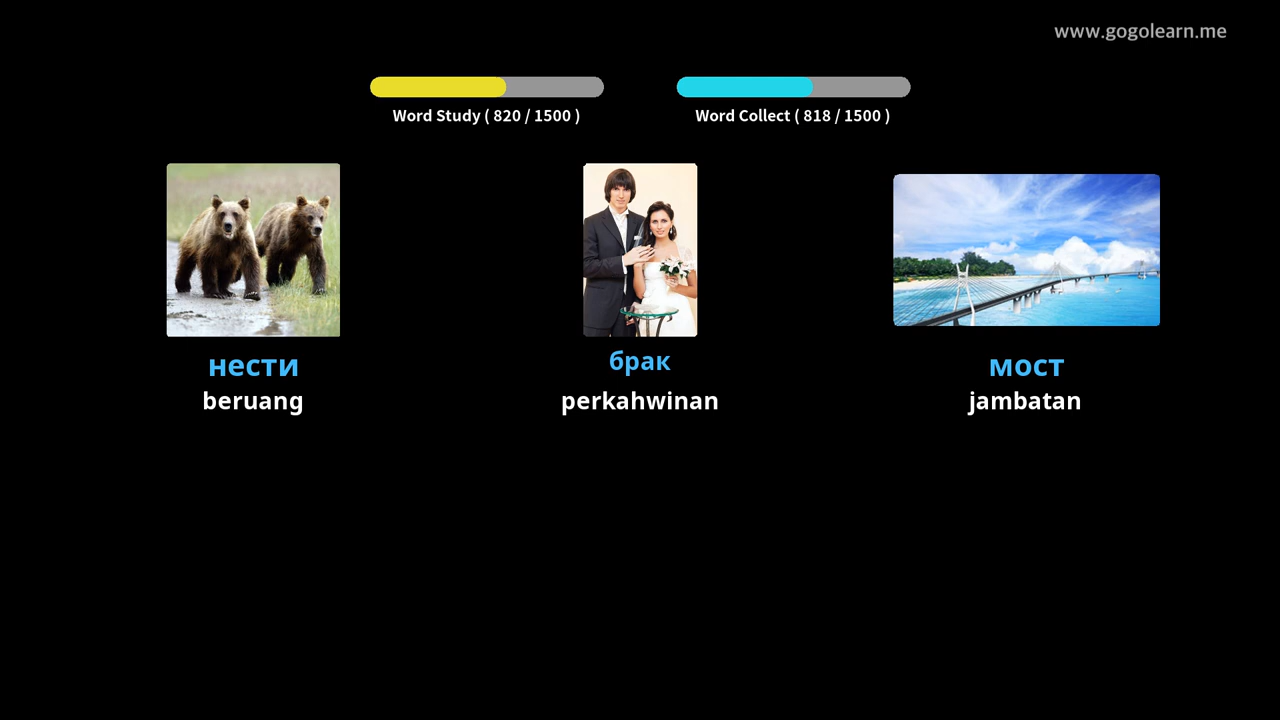 www.gogolearn.me
Word Study ( 820 / 1500 )
Word Collect ( 818 / 1500 )
нести
beruang
брак
perkahwinan
мост
jambatan